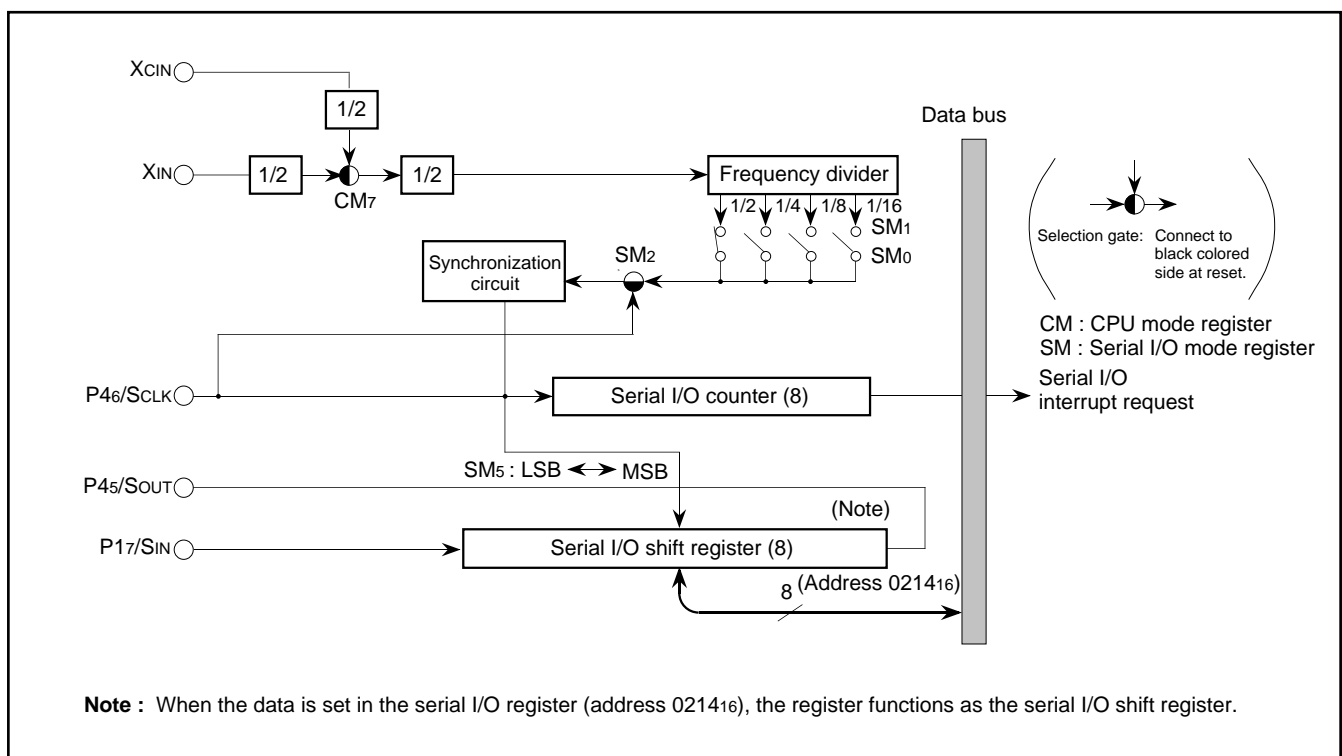 XCIN
1/2
Data bus
XIN
1/2
1/2
Frequency divider
CM7
1/2
1/4
1/8
1/16
SM1
SM0
Selection gate: Connect to
black colored
side at reset.
Synchronization
circuit
SM2
CM : CPU mode register
SM : Serial I/O mode register
P46/SCLK
Serial I/O counter (8)
Serial I/O
interrupt request
SM5 : LSB
MSB
P45/SOUT
(Note)
P17/SIN
Serial I/O shift register (8)
8
(Address 021416)
Note : When the data is set in the serial I/O register (address 021416), the register functions as the serial I/O shift register.